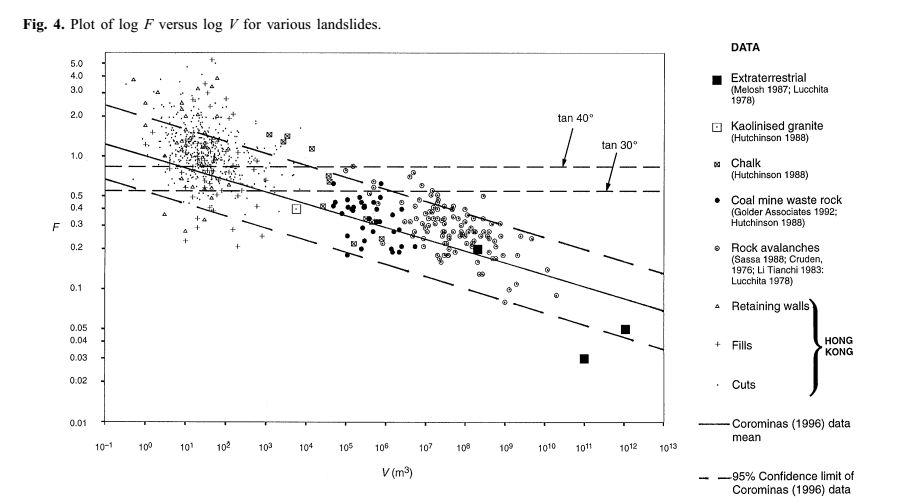 Fig. 4. Plot of log F versus log V for various landslides.
5.0
4.0
3.0
2.0
1.0
0.5
0.4
0.3
0.2
0.1
0.05
0.04
0.03
0.02
0.01
F
tan 40°
tan 30°
10⁻¹ 10⁰ 10¹ 10² 10³ 10⁴ 10⁵ 10⁶ 10⁷ 10⁸ 10⁹ 10¹⁰ 10¹¹ 10¹² 10¹³
V (m³)
DATA
Extraterrestrial
(Melosh 1987; Lucchita
1978)
Kaolinised granite
(Hutchinson 1988)
Chalk
(Hutchinson 1988)
Coal mine waste rock
(Golder Associates 1992;
Hutchinson 1988)
Rock avalanches
(Sassa 1988; Cruden,
1976; Li Tianchi 1983:
Lucchita 1978)
Retaining walls
Fills
Cuts
HONG
KONG
Corominas (1996) data
mean
95% Confidence limit of
Corominas (1996) data